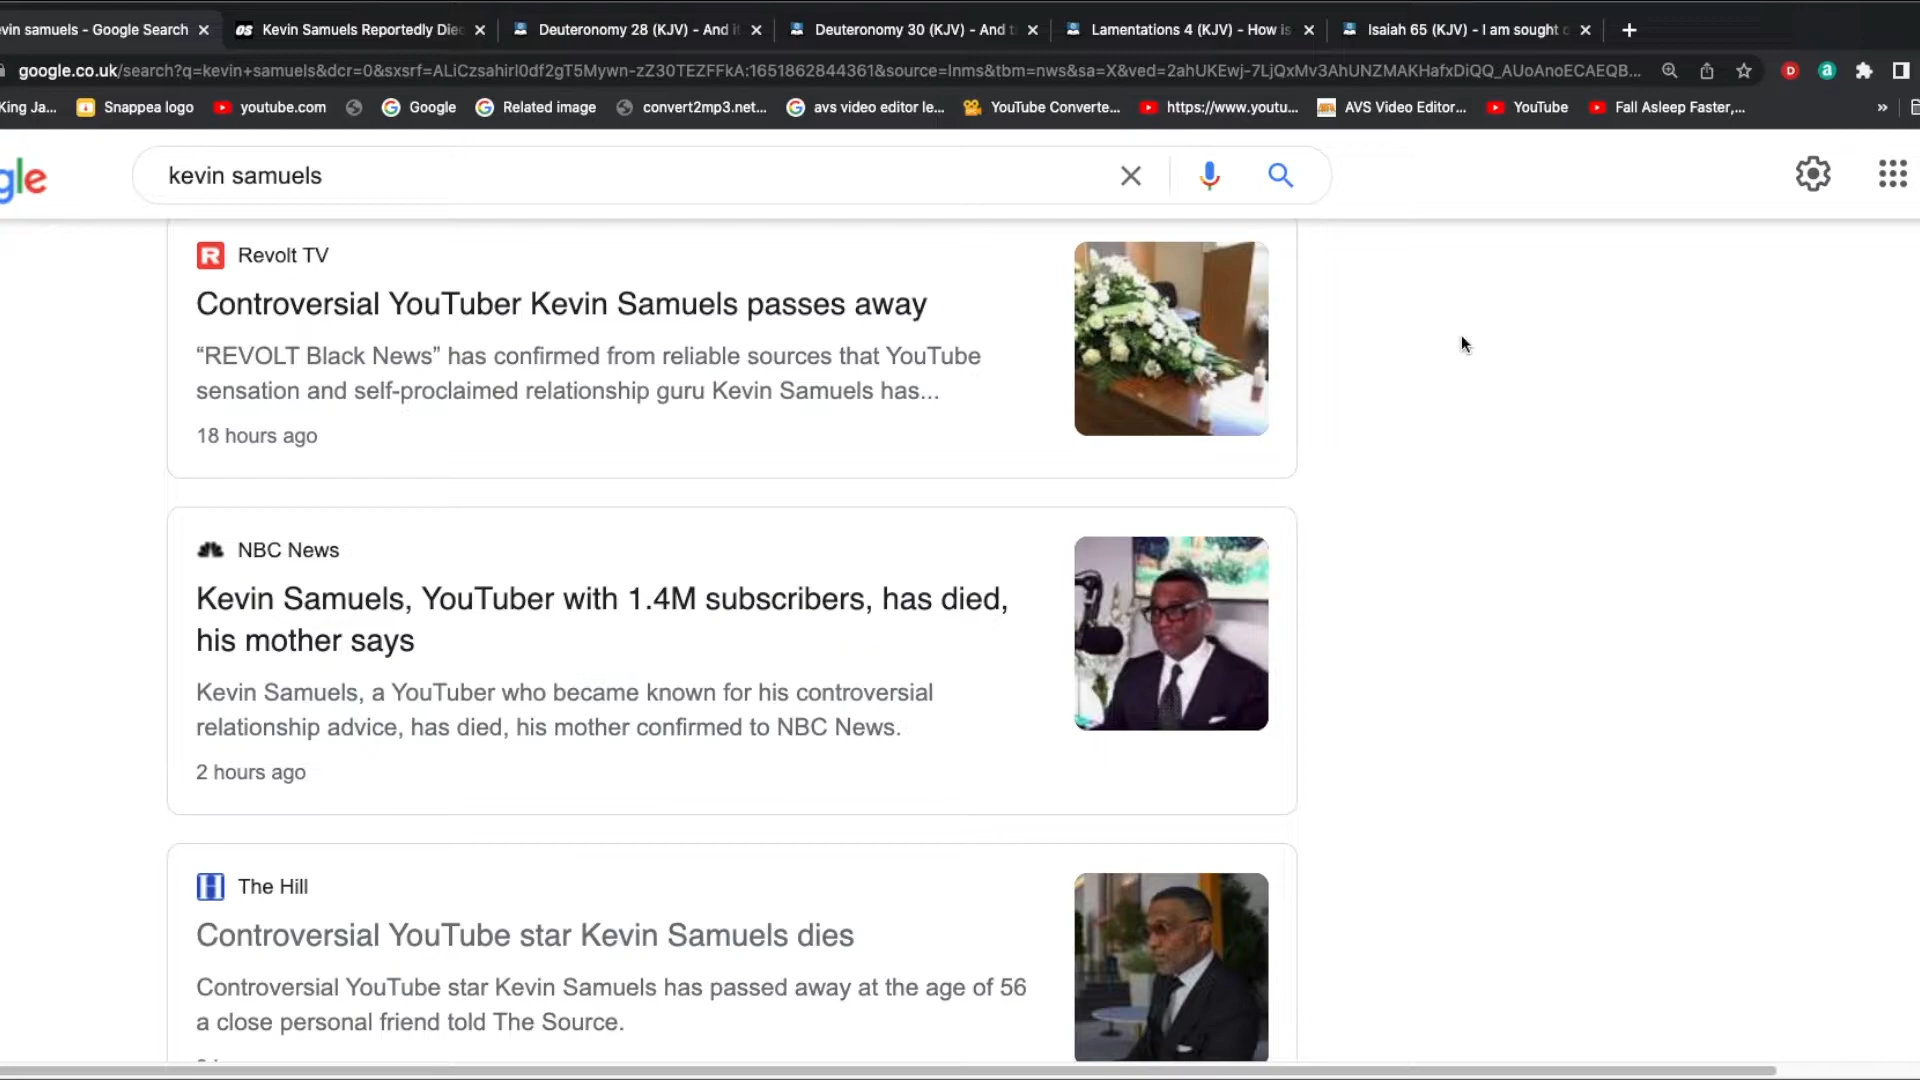 vin samuels - Google Search
Kevin Samuels Reportedly Die
Deuteronomy 28 (KJV) - And i
Deuteronomy 30 (KJV) - And t
Lamentations 4 (KJV) - How is
Isaiah 65 (KJV) - I am sought
google.co.uk/search?q=kevin+samuels&dcr=0&sxsrf=ALiCzsahirI0df2gT5Mywn-zZ30TEZFFkA:1651862844361&source=lnms&tbm=nws&sa=X&ved=2ahUKEwj-7LjQxMv3AhUNZMAKHafxDiQQ_AUoAnoECAEQB...
King Ja...
Snappea logo
youtube.com
Google
Related image
convert2mp3.net...
avs video editor le...
YouTube Converte...
https://www.youtu...
AVS Video Editor...
YouTube
Fall Asleep Faster,...
gle
kevin samuels
Revolt TV
Controversial YouTuber Kevin Samuels passes away
“REVOLT Black News” has confirmed from reliable sources that YouTube
sensation and self-proclaimed relationship guru Kevin Samuels has...
18 hours ago
NBC News
Kevin Samuels, YouTuber with 1.4M subscribers, has died,
his mother says
Kevin Samuels, a YouTuber who became known for his controversial
relationship advice, has died, his mother confirmed to NBC News.
2 hours ago
The Hill
Controversial YouTube star Kevin Samuels dies
Controversial YouTube star Kevin Samuels has passed away at the age of 56
a close personal friend told The Source.